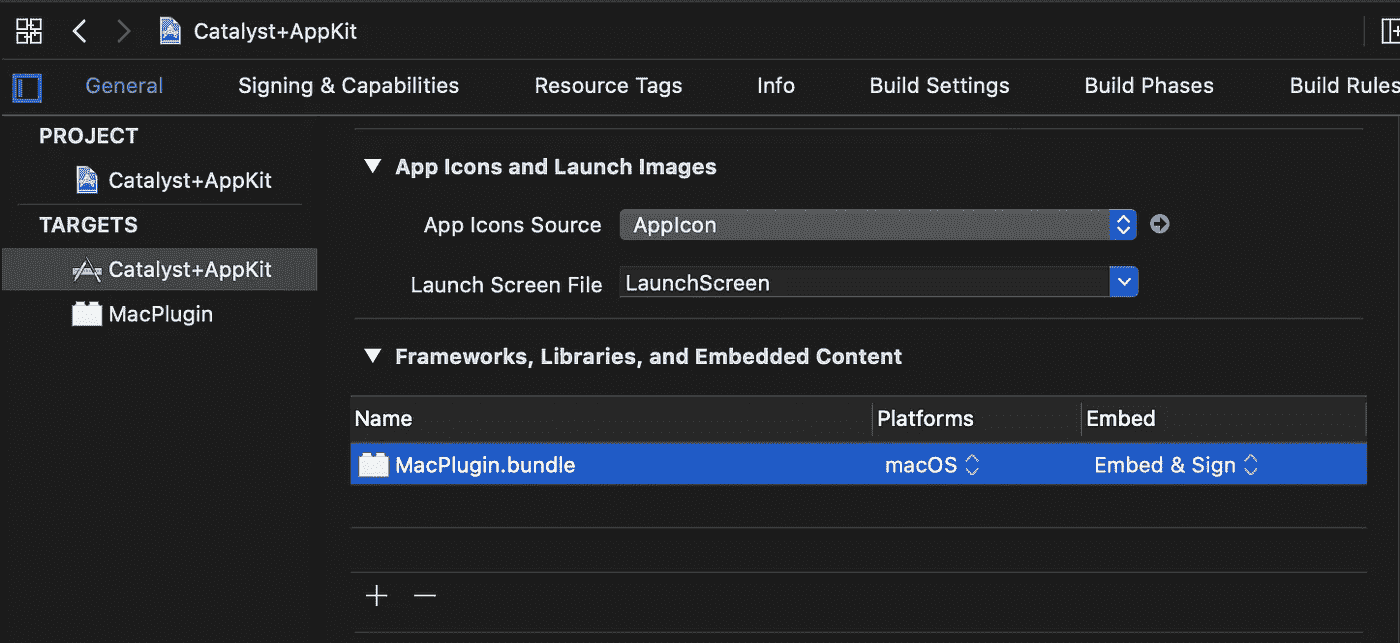 Catalyst+AppKit
General Signing & Capabilities Resource Tags Info Build Settings Build Phases Build Rules
PROJECT
Catalyst+AppKit
TARGETS
Catalyst+AppKit
MacPlugin
App Icons and Launch Images
App Icons Source AppIcon
Launch Screen File LaunchScreen
Frameworks, Libraries, and Embedded Content
Name Platforms Embed
MacPlugin.bundle macOS Embed & Sign